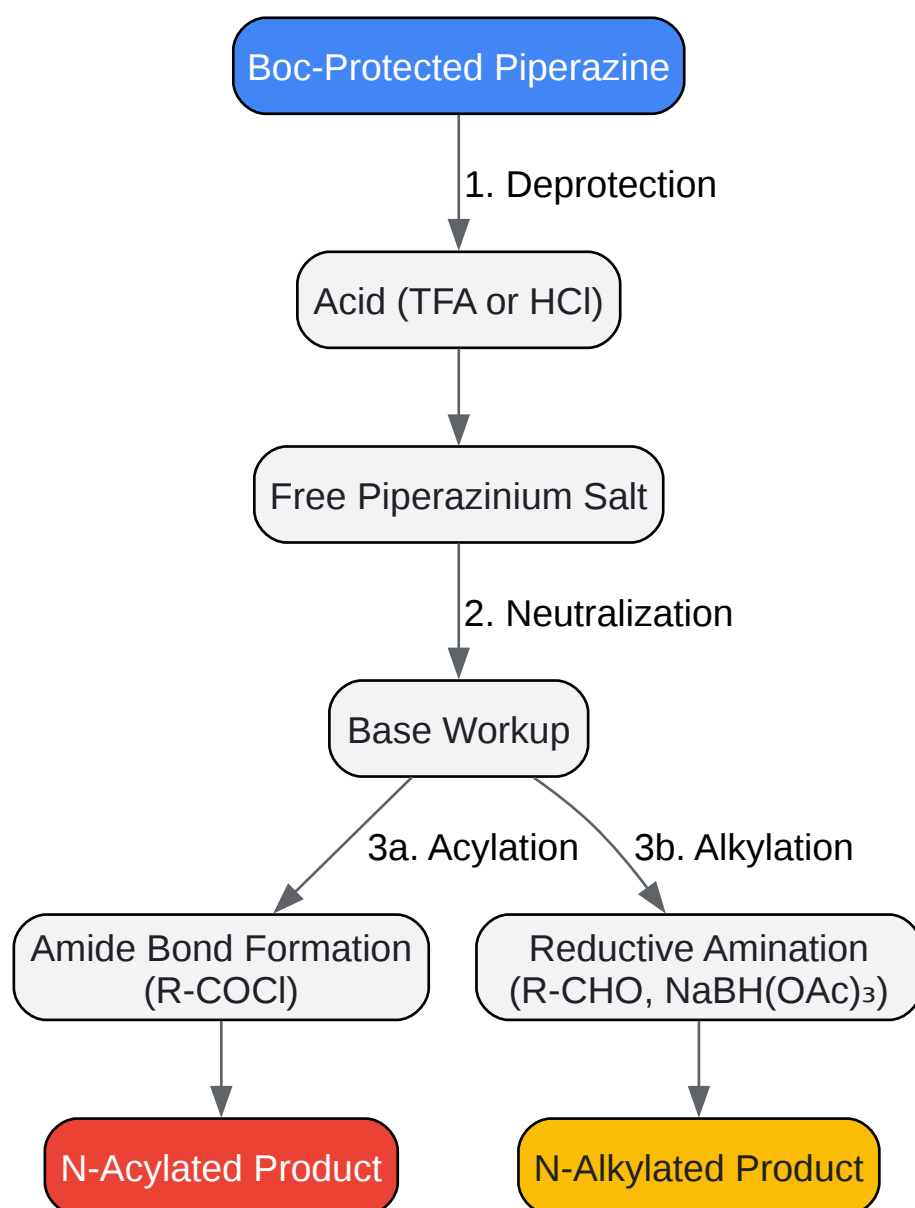 Boc-Protected Piperazine
1. Deprotection
Acid (TFA or HCl)
Free Piperazinium Salt
2. Neutralization
Base Workup
3a. Acylation
3b. Alkylation
Amide Bond Formation
(R-COCl)
Reductive Amination
(R-CHO, NaBH(OAc)₃)
N-Acylated Product
N-Alkylated Product